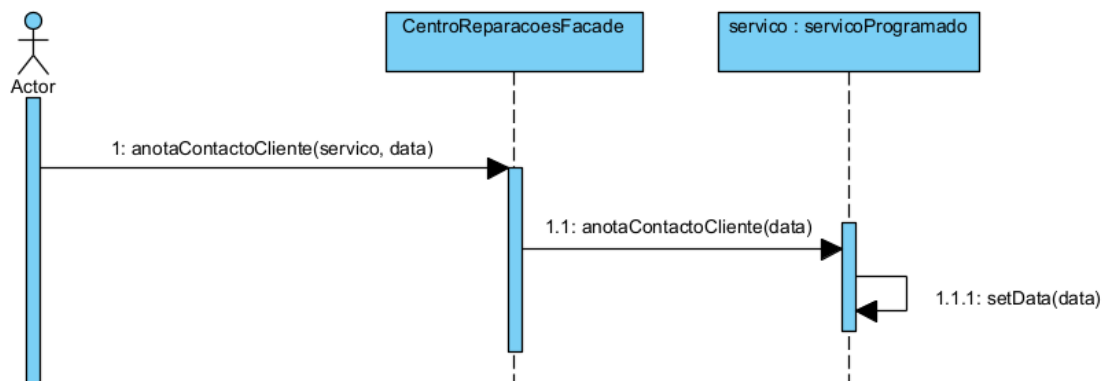 CentroReparacoesFacade
servico : servicoProgramado
Actor
1: anotaContactoCliente(servico, data)
1.1: anotaContactoCliente(data)
1.1.1: setData(data)